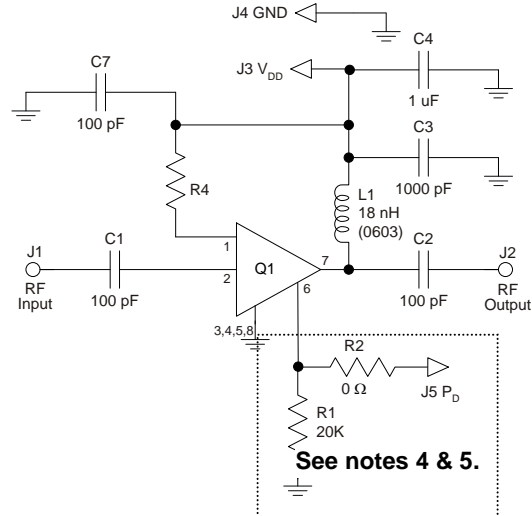 J4 GND
C7
100 pF
J3 VDD
C4
1 uF
C3
1000 pF
R4
L1
18 nH
(0603)
J1
RF
Input
C1
100 pF
1
2
Q1
7
6
3,4,5,8
C2
100 pF
J2
RF
Output
R2
0 Ω
J5 PD
R1
20K
See notes 4 & 5.